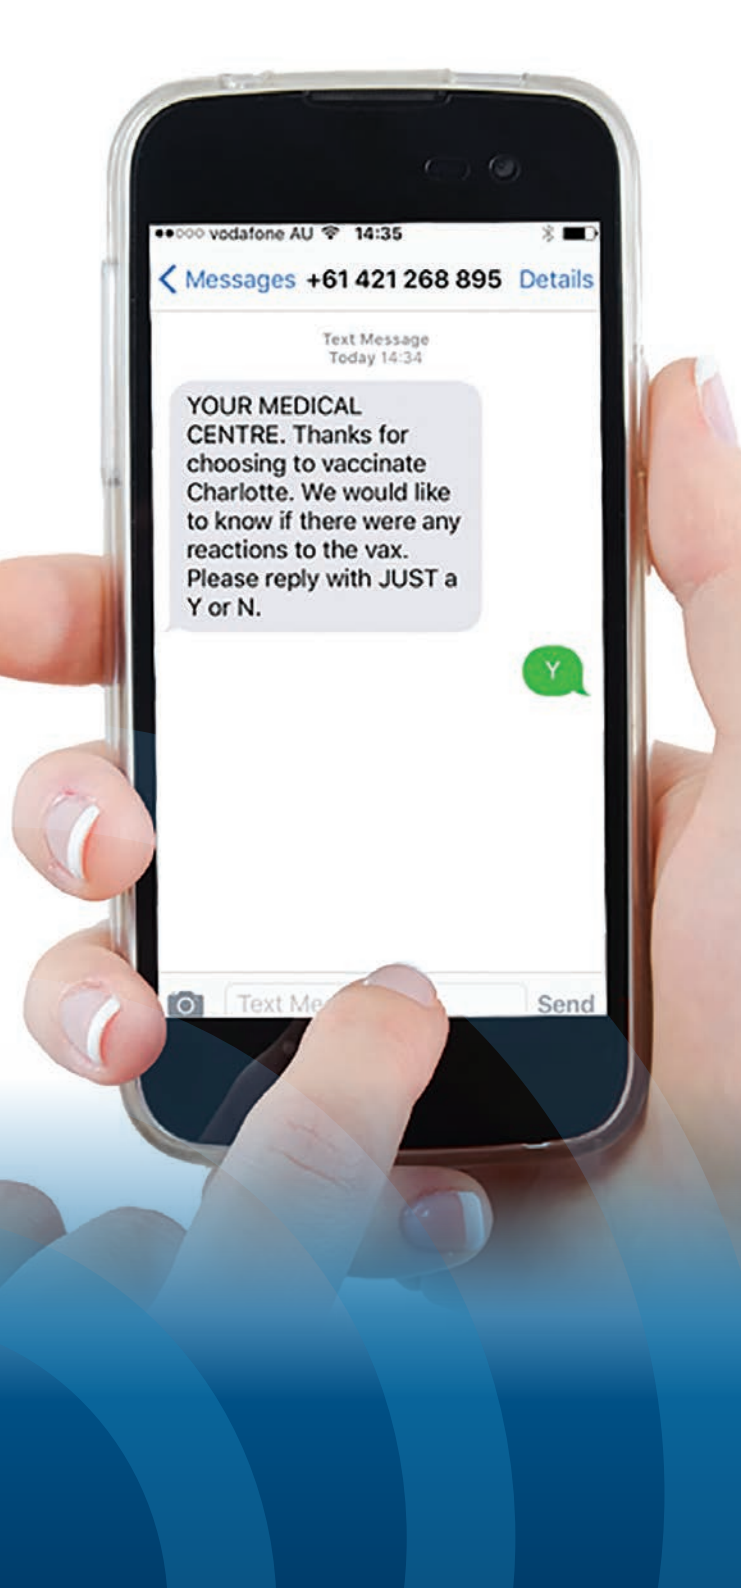 vodafone AU 14:35
Messages +61 421 268 895 Details
Text Message
Today 14:34
YOUR MEDICAL
CENTRE. Thanks for
choosing to vaccinate
Charlotte. We would like
to know if there were any
reactions to the vax.
Please reply with JUST a
Y or N.
Y
Text Me
Send